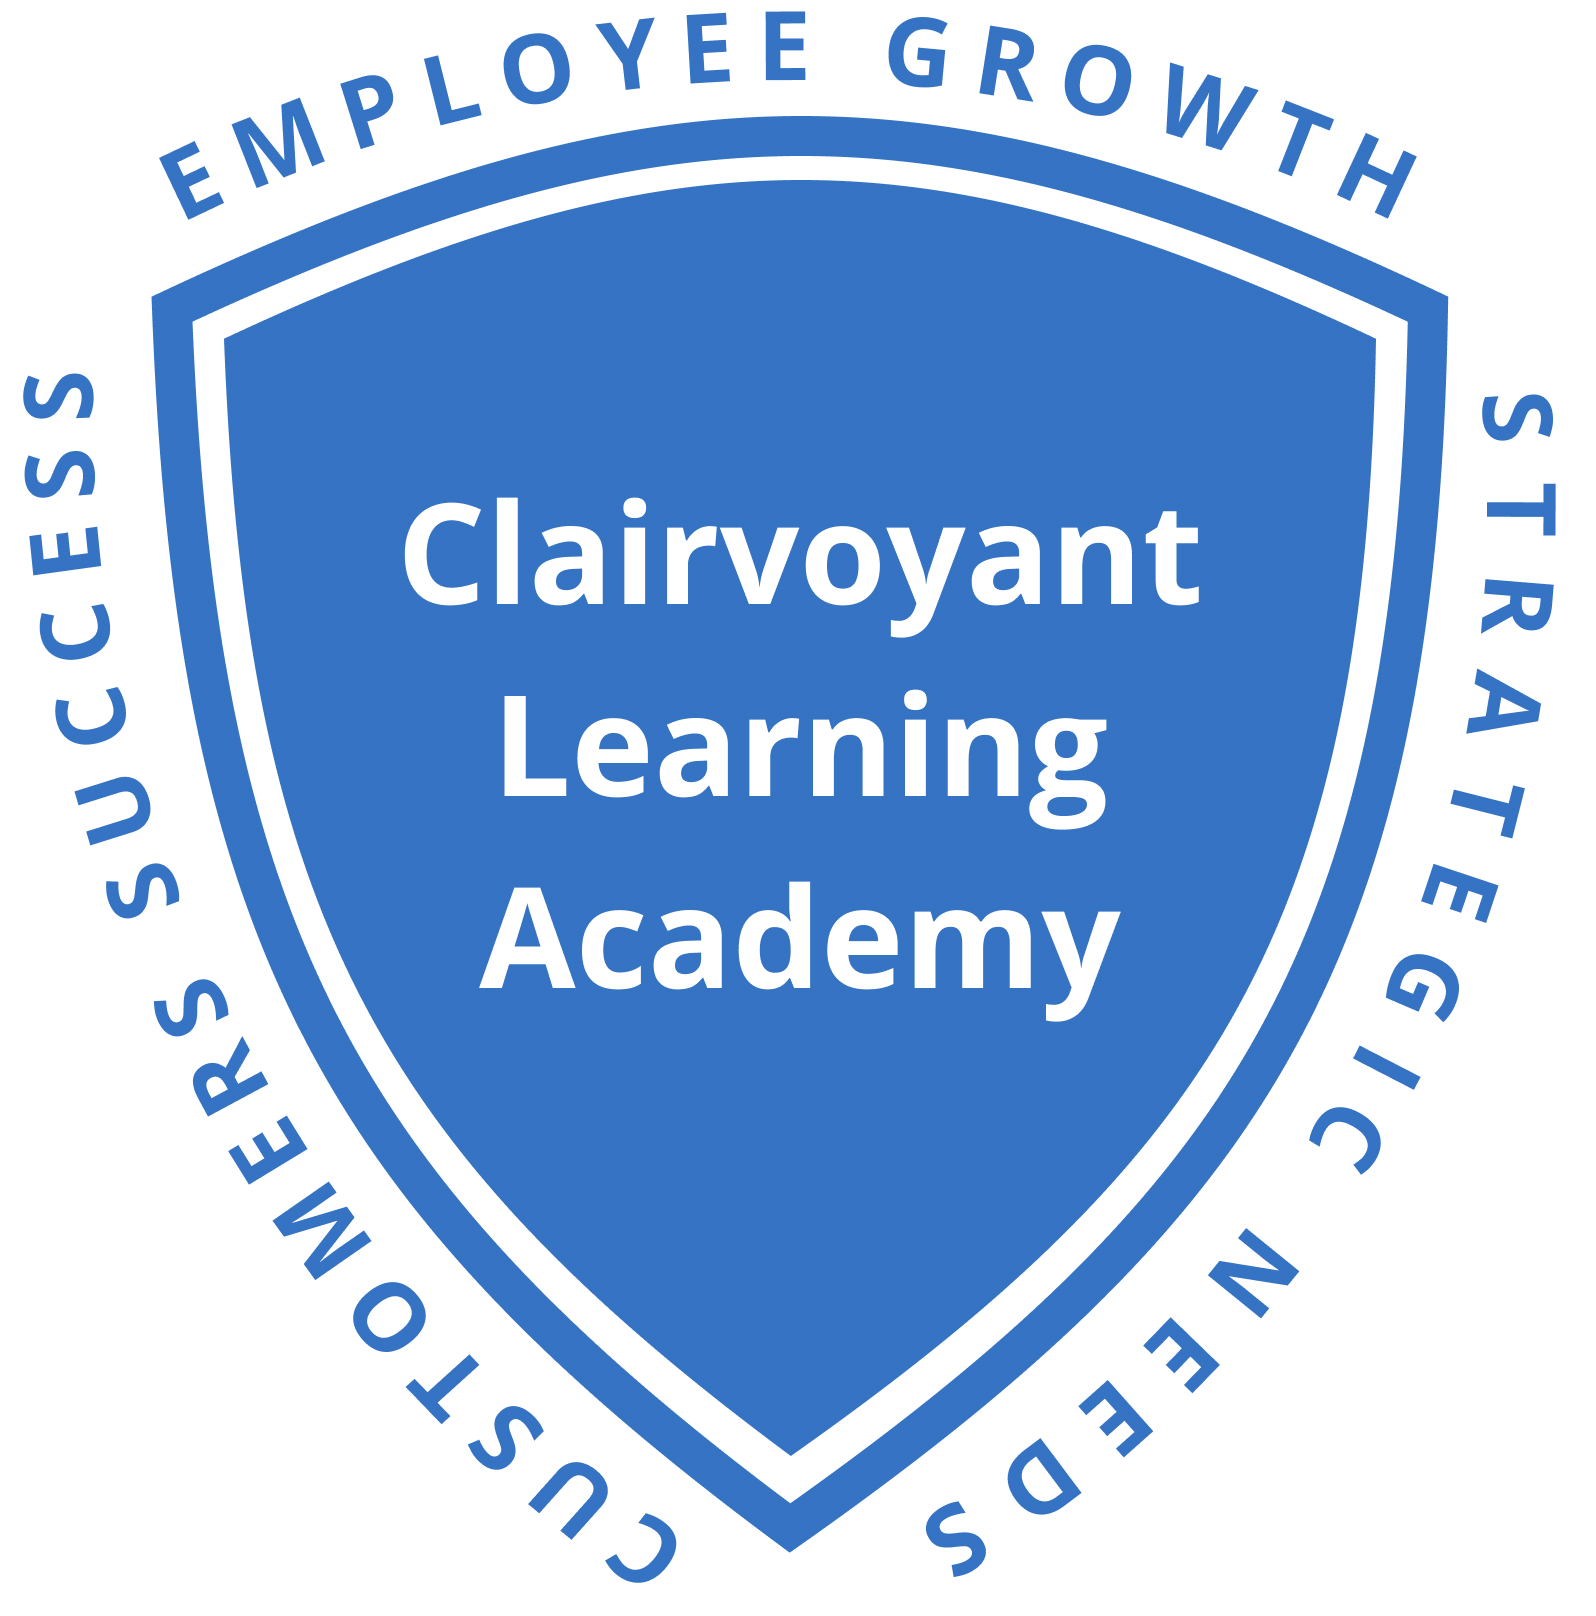 EMPLOYEE GROWTH
STRATEGIC NEEDS
CUSTOMERS SUCCESS
Clairvoyant
Learning
Academy